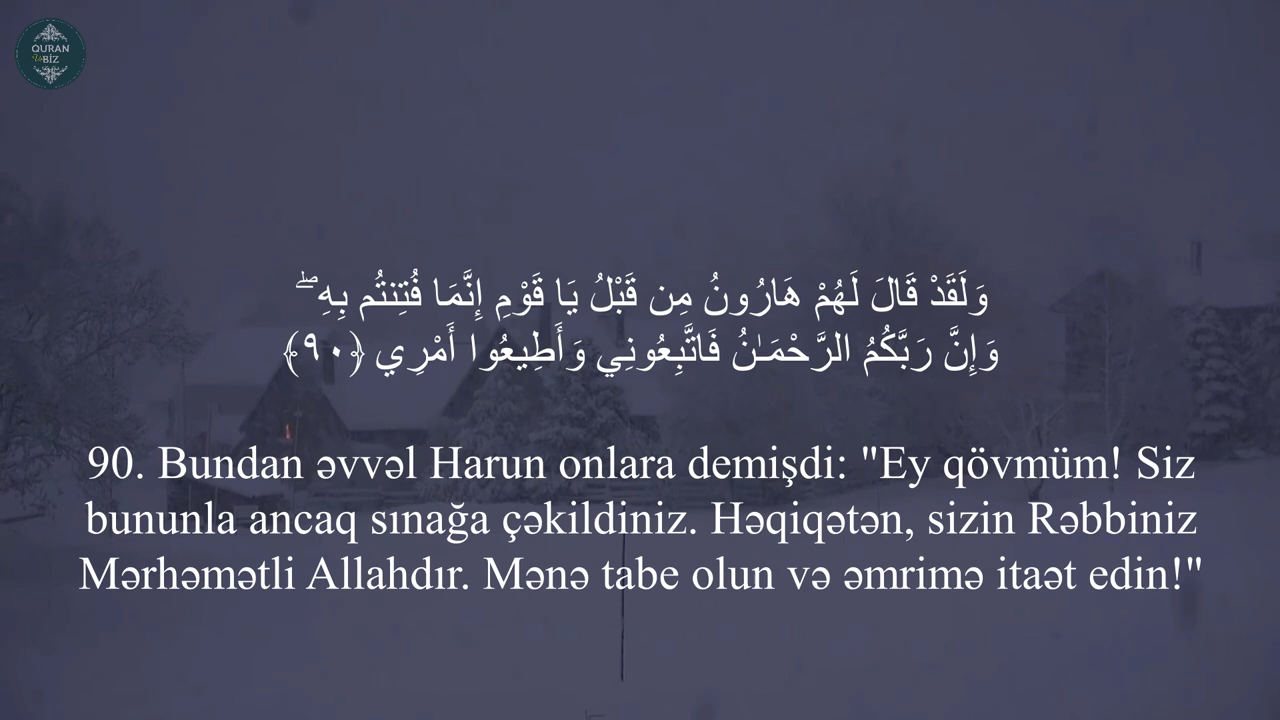 QURAN
Və BİZ
وَلَقَدْ قَالَ لَهُمْ هَارُونُ مِن قَبْلُ يَا قَوْمِ إِنَّمَا فُتِنتُم بِهِ ۖ
وَإِنَّ رَبَّكُمُ الرَّحْمَـٰنُ فَاتَّبِعُونِي وَأَطِيعُوا أَمْرِي ﴿٩٠﴾
90. Bundan əvvəl Harun onlara demişdi: "Ey qövmüm! Siz
bununla ancaq sınağa çəkildiniz. Həqiqətən, sizin Rəbbiniz
Mərhəmətli Allahdır. Mənə tabe olun və əmrimə itaət edin!"